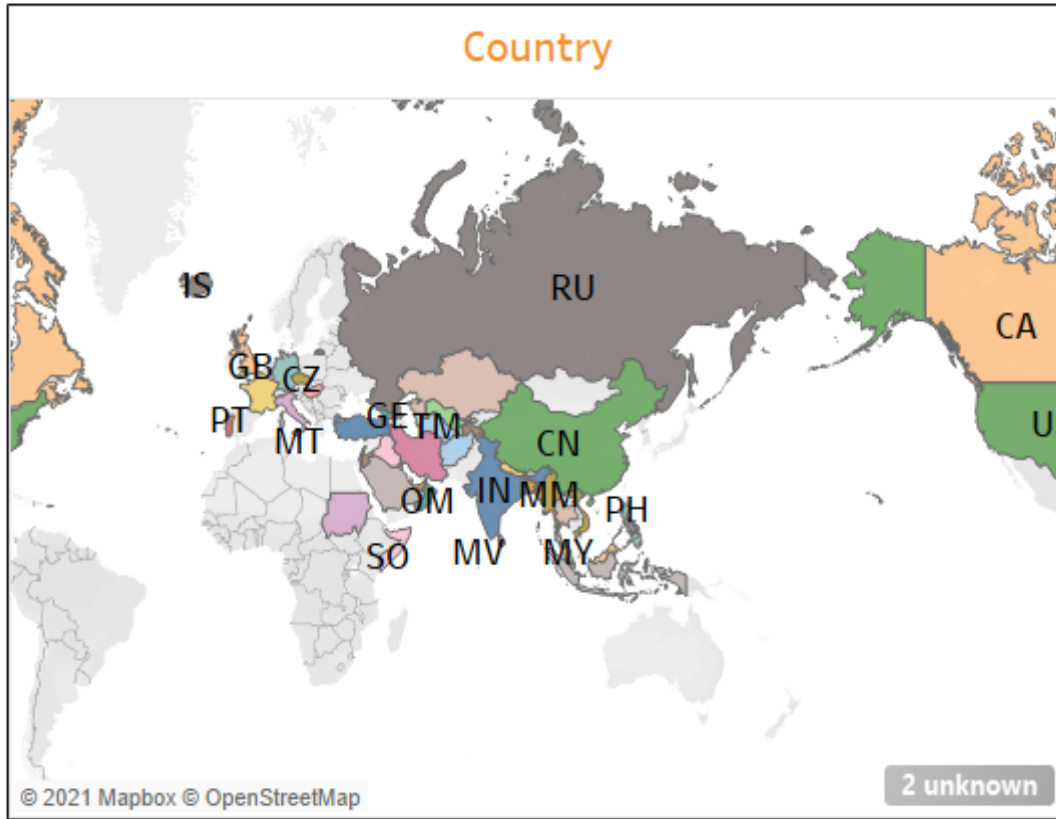 Country
IS
RU
CA
GB
CZ
PT
MT
GE
TM
CN
U
OM
IN
MM
PH
SO
MV
MY
© 2021 Mapbox © OpenStreetMap
2 unknown